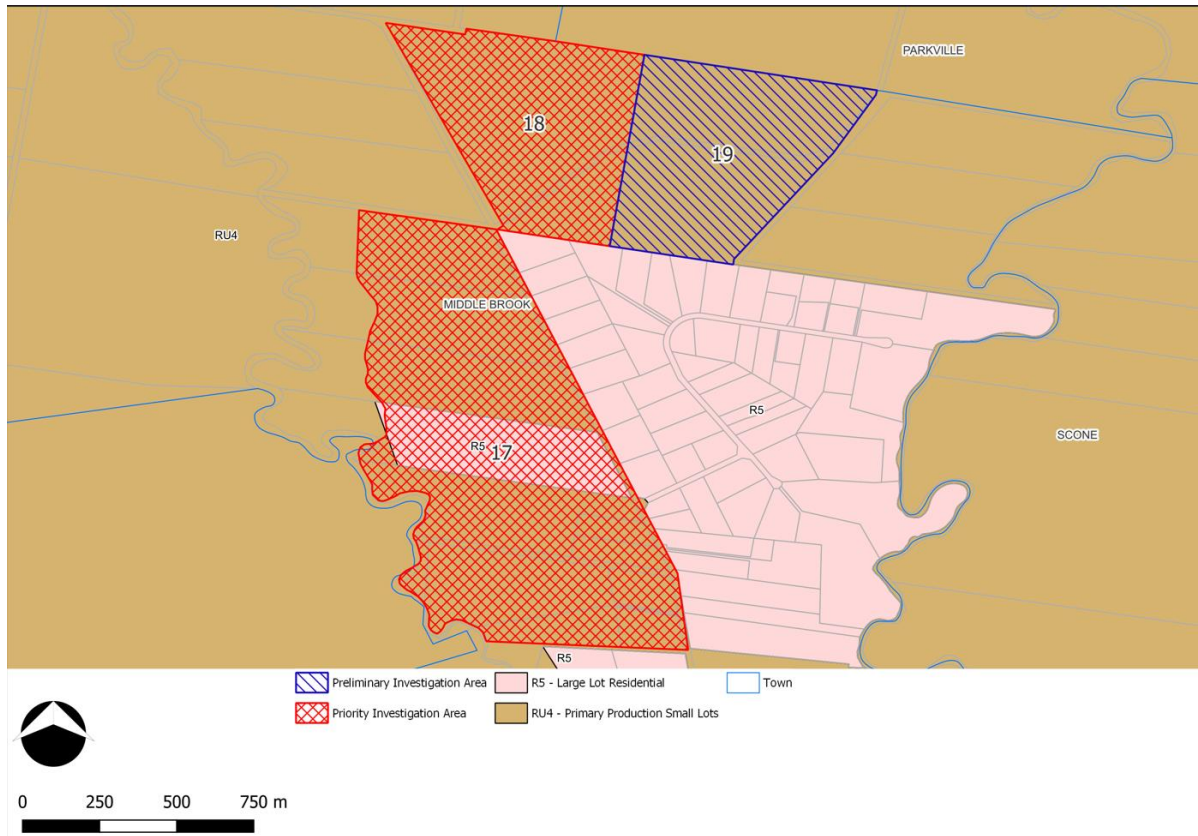 PARKVILLE
18
19
RU4
MIDDLE BROOK
R5
SCONE
R5
17
R5
Preliminary Investigation Area
R5 - Large Lot Residential
Town
Priority Investigation Area
RU4 - Primary Production Small Lots
0 250 500 750 m